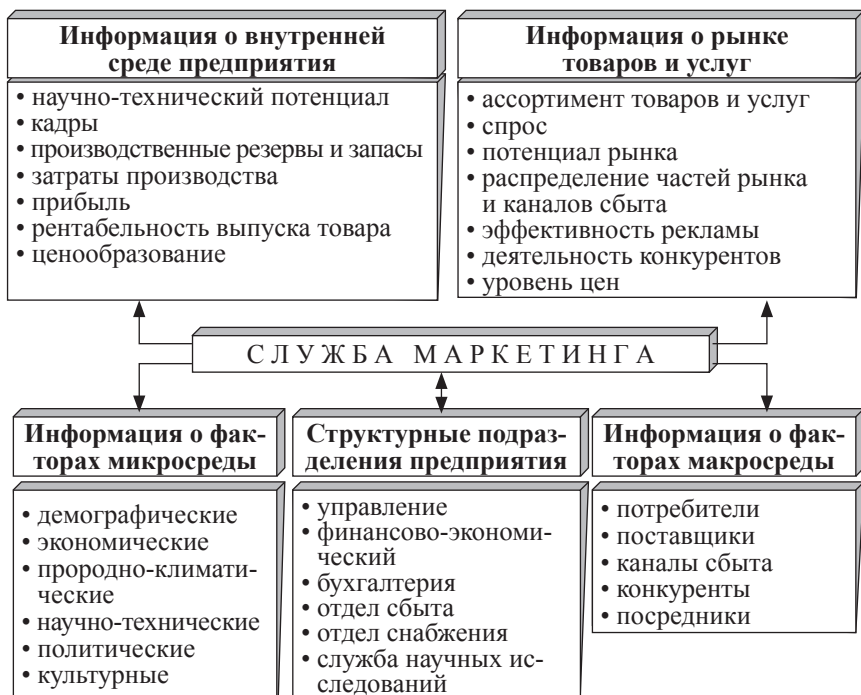 Информация о внутренней
среде предприятия
• научно-технический потенциал
• кадры
• производственные резервы и запасы
• затраты производства
• прибыль
• рентабельность выпуска товара
• ценообразование
Информация о рынке
товаров и услуг
• ассортимент товаров и услуг
• спрос
• потенциал рынка
• распределение частей рынка
и каналов сбыта
• эффективность рекламы
• деятельность конкурентов
• уровень цен
СЛУЖБА МАРКЕТИНГА
Информация о фак-
торах микросреды
• демографические
• экономические
• прородно-климати-
ческие
• научно-технические
• политические
• культурные
Структурные подраз-
деления предприятия
• управление
• финансово-экономи-
ческий
• бухгалтерия
• отдел сбыта
• отдел снабжения
• служба научных ис-
следований
Информация о фак-
торах макросреды
• потребители
• поставщики
• каналы сбыта
• конкуренты
• посредники